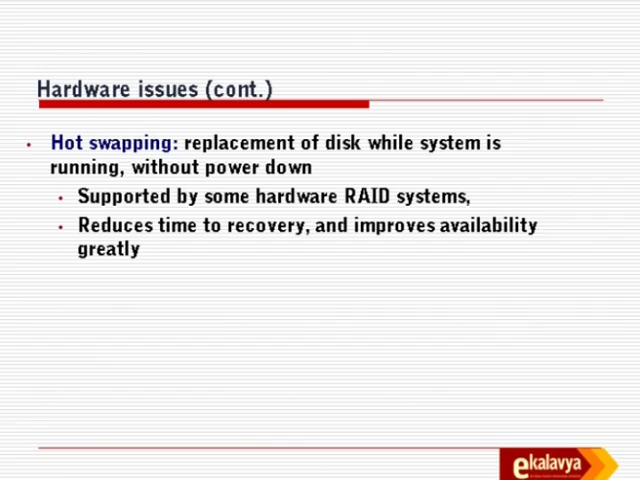 Hardware issues (cont.)
• Hot swapping: replacement of disk while system is
running, without power down
• Supported by some hardware RAID systems,
• Reduces time to recovery, and improves availability
greatly
ekalavya